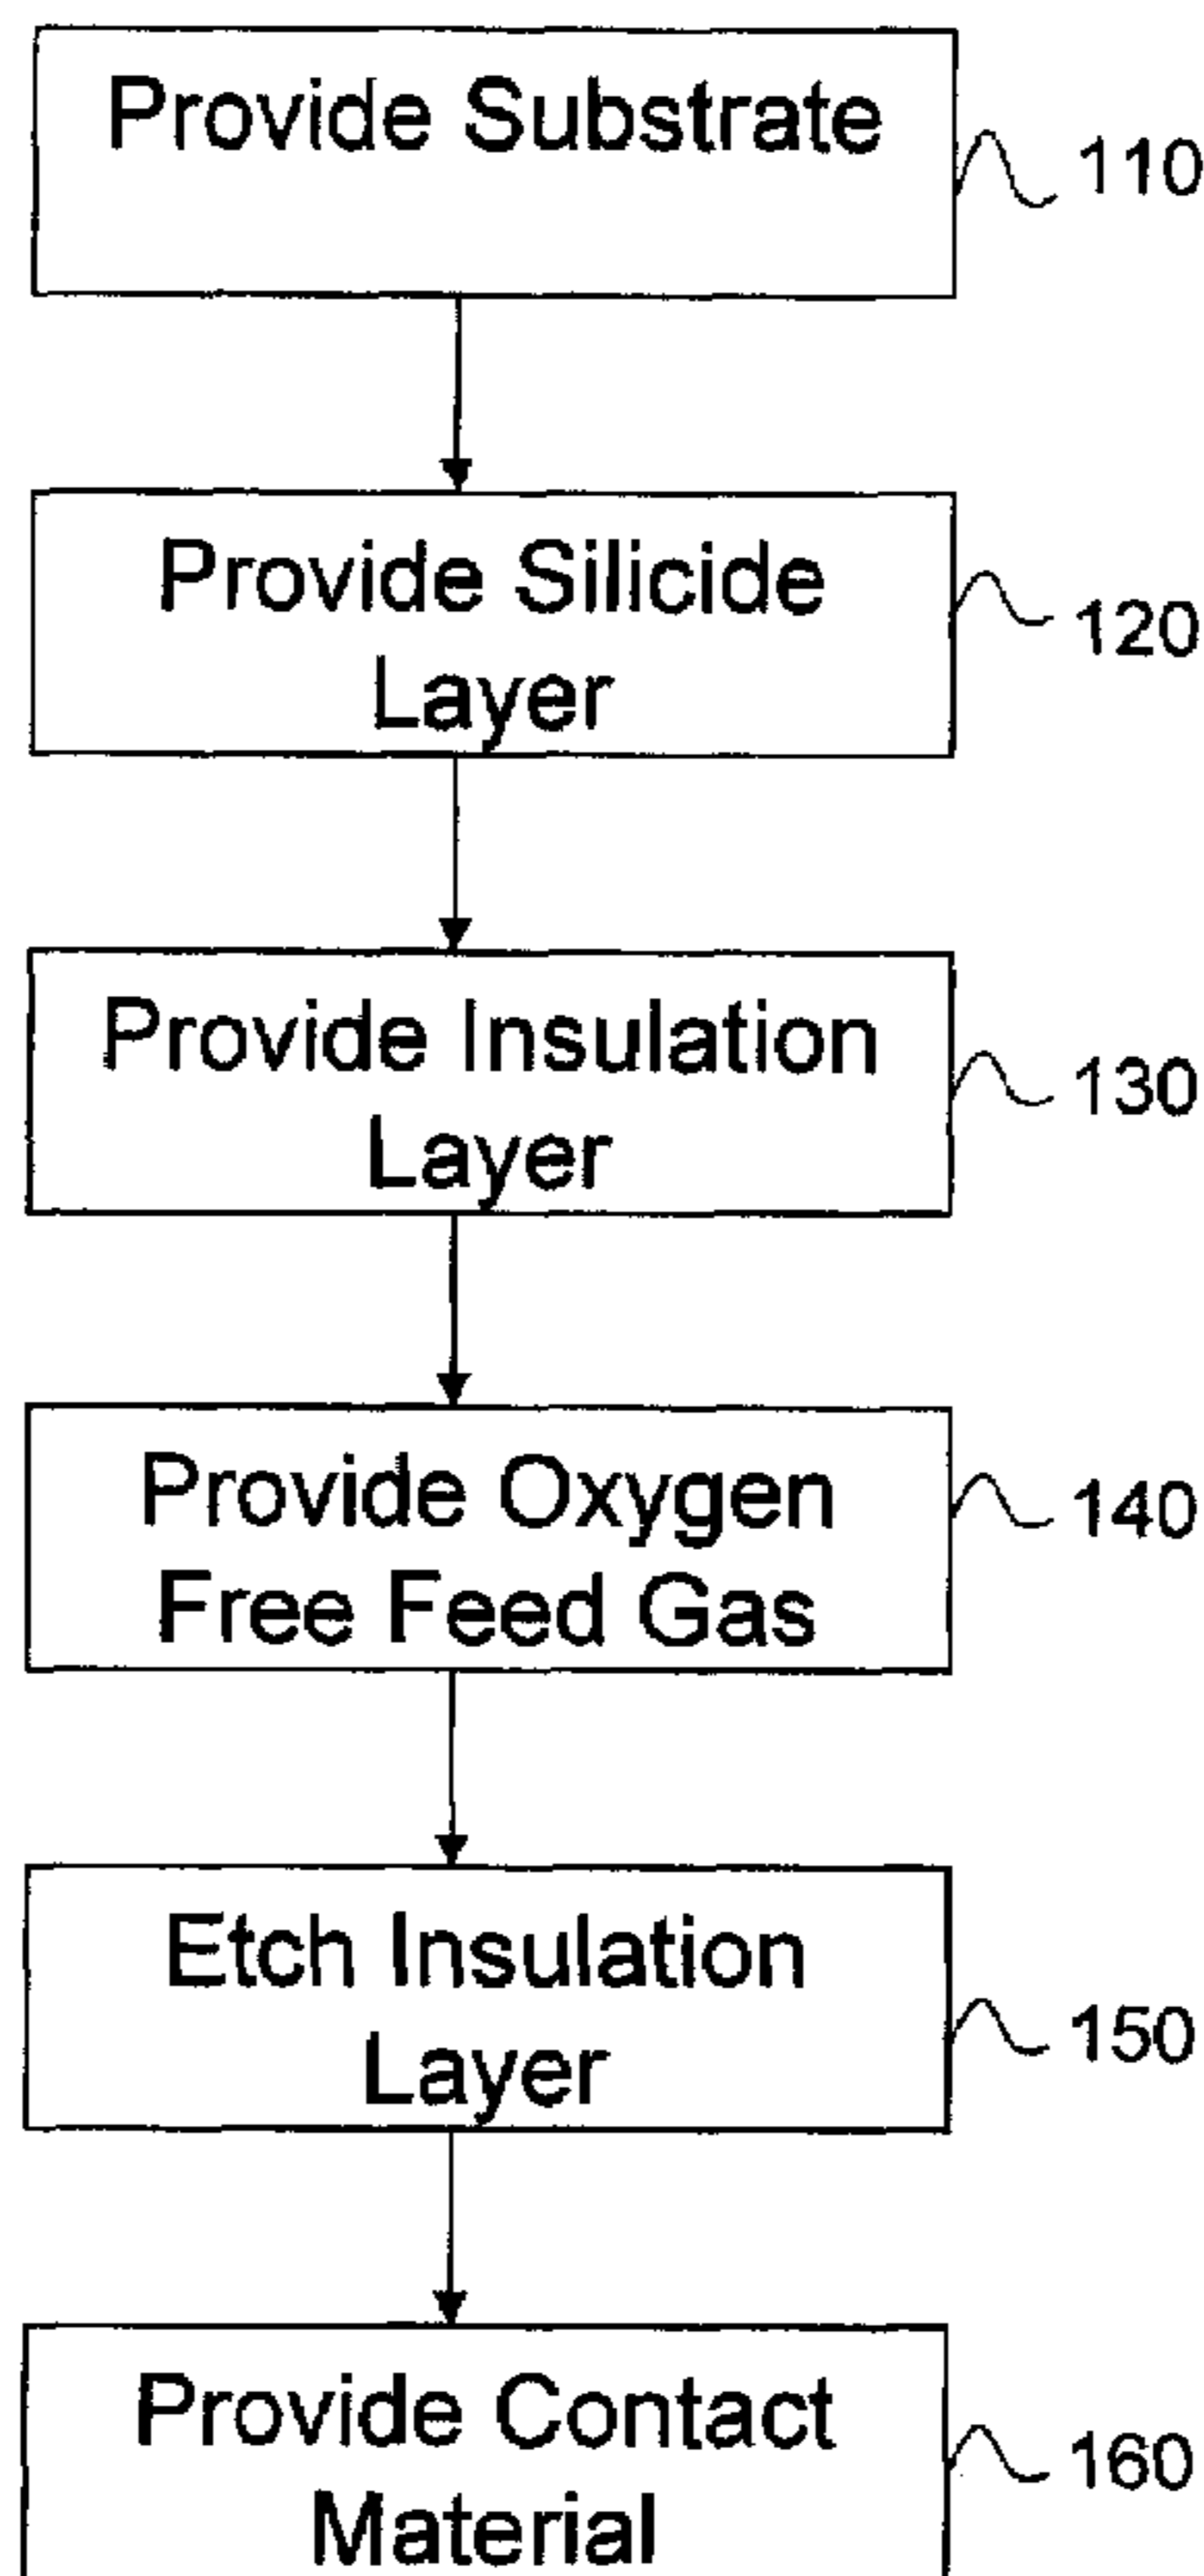 Provide Substrate
110
Provide Silicide
Layer
120
Provide Insulation
Layer
130
Provide Oxygen
Free Feed Gas
140
Etch Insulation
Layer
150
Provide Contact
Material
160